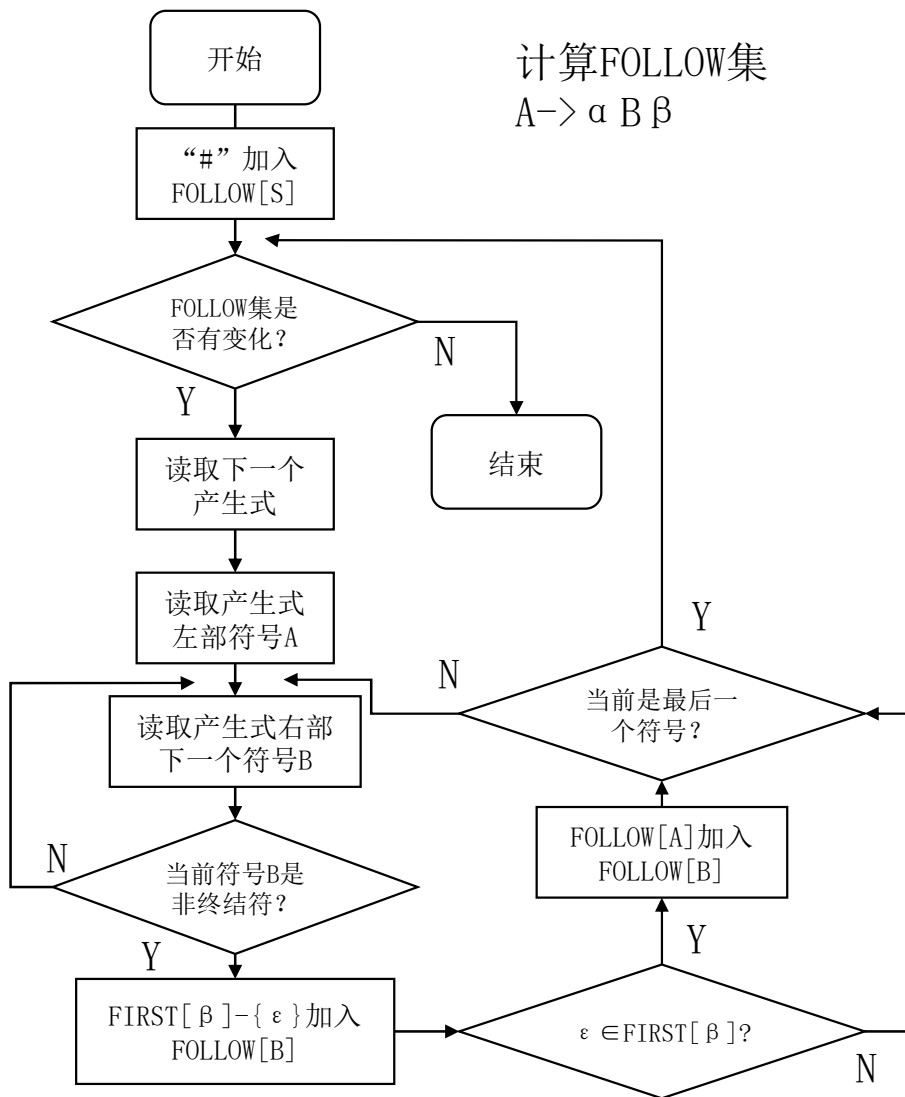 开始
计算FOLLOW集
A->αBβ
“#”加入
FOLLOW[S]
FOLLOW集是
否有变化?
N
Y
结束
读取下一个
产生式
读取产生式
左部符号A
Y
N
当前是最后一
个符号?
读取产生式右部
下一个符号B
FOLLOW[A]加入
FOLLOW[B]
N
当前符号B是
非终结符?
Y
Y
FIRST[β]-{ε}加入
FOLLOW[B]
ε∈FIRST[β]?
N